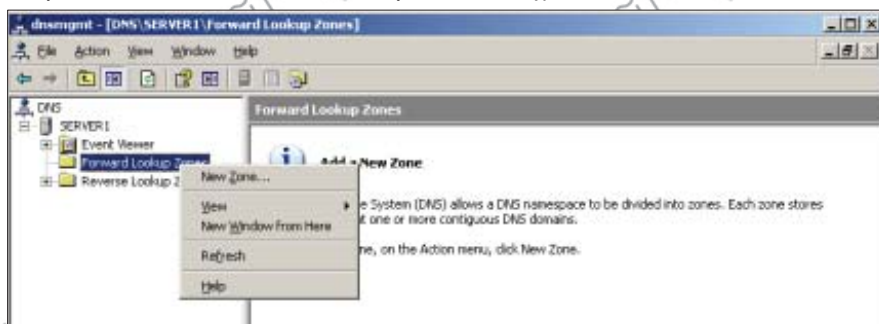 dnsmgmt - [DNS\SERVER1\Forward Lookup Zones]
File Action View Window Help
DNS
SERVER1
Event Viewer
Forward Lookup Zones
Reverse Lookup Z
Forward Lookup Zones
Add a New Zone
e System (DNS) allows a DNS namespace to be divided into zones. Each zone stores
t one or more contiguous DNS domains.
ne, on the Action menu, click New Zone.
New Zone...
View
New Window from Here
Refresh
Help